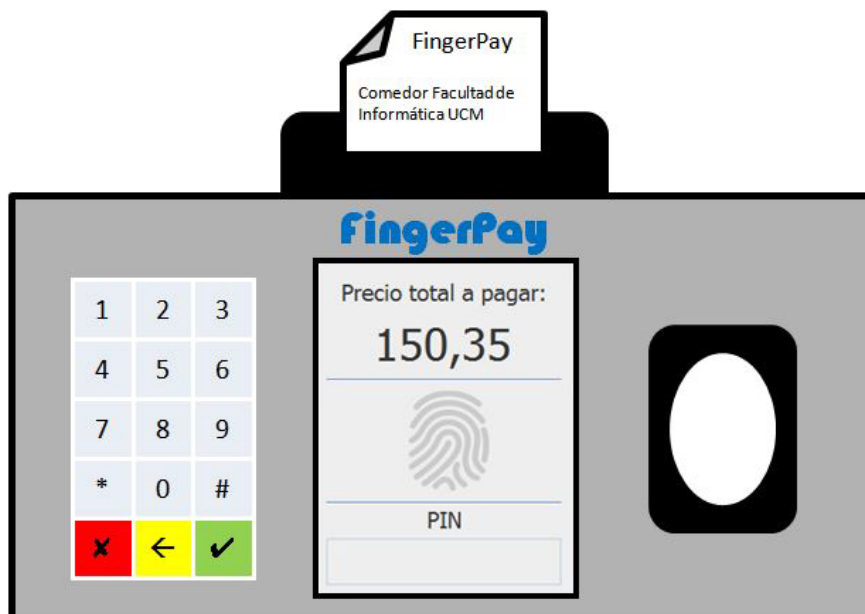 FingerPay
Comedor Facultad de
Informática UCM
FingerPay
Precio total a pagar:
150,35
PIN
1 2 3
4 5 6
7 8 9
* 0 #
✘ ← ✔